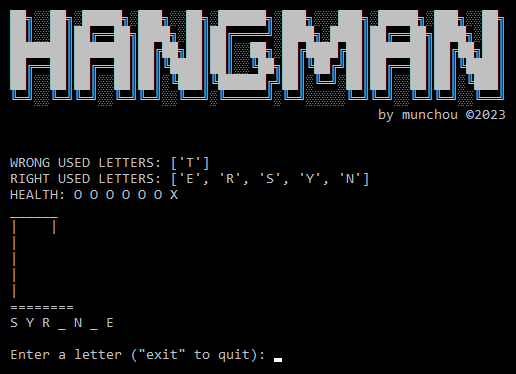 HANGMAN
by munchou ©2023
WRONG USED LETTERS: ['T']
RIGHT USED LETTERS: ['E', 'R', 'S', 'Y', 'N']
HEALTH: O O O O O O X
______
|    |
|
|
|
|
========
S Y R _ N _ E
Enter a letter ("exit" to quit):